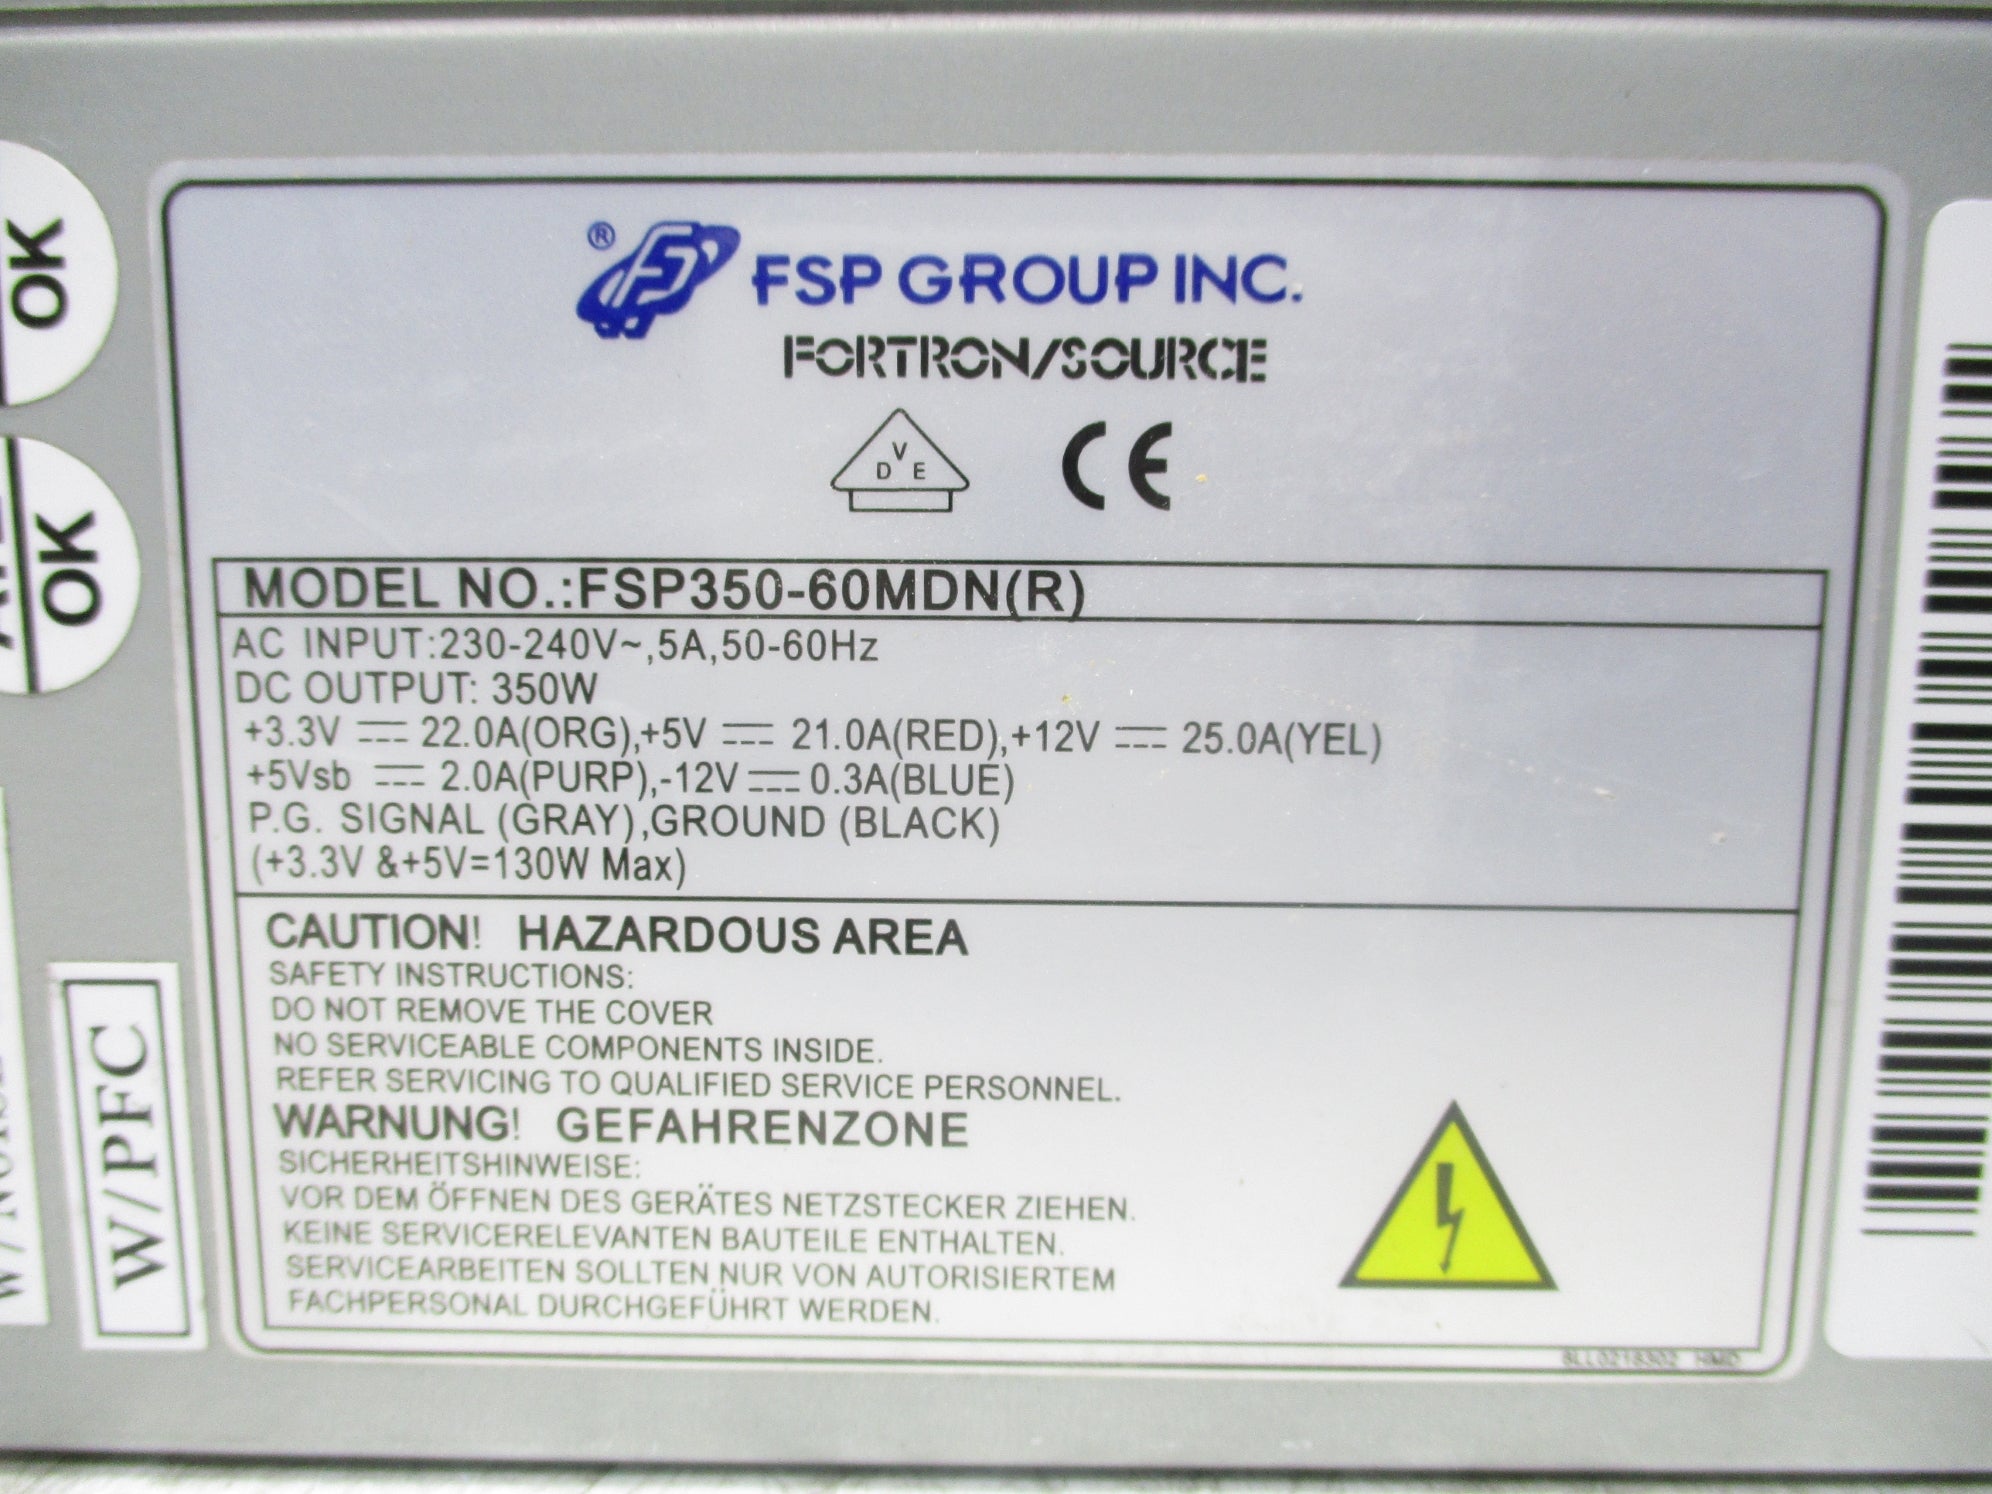 OK
OK
W/PFC
® FSP GROUP INC.
FORTRON/SOURCE
V
D E
CE
MODEL NO.:FSP350-60MDN(R)
AC INPUT:230-240V~,5A,50-60Hz
DC OUTPUT: 350W
+3.3V ⎓ 22.0A(ORG),+5V ⎓ 21.0A(RED),+12V ⎓ 25.0A(YEL)
+5Vsb ⎓ 2.0A(PURP),-12V ⎓ 0.3A(BLUE)
P.G. SIGNAL (GRAY),GROUND (BLACK)
(+3.3V &+5V=130W Max)
CAUTION! HAZARDOUS AREA
SAFETY INSTRUCTIONS:
DO NOT REMOVE THE COVER
NO SERVICEABLE COMPONENTS INSIDE.
REFER SERVICING TO QUALIFIED SERVICE PERSONNEL.
WARNUNG! GEFAHRENZONE
SICHERHEITSHINWEISE:
VOR DEM ÖFFNEN DES GERÄTES NETZSTECKER ZIEHEN.
KEINE SERVICERELEVANTEN BAUTEILE ENTHALTEN.
SERVICEARBEITEN SOLLTEN NUR VON AUTORISIERTEM
FACHPERSONAL DURCHGEFÜHRT WERDEN.